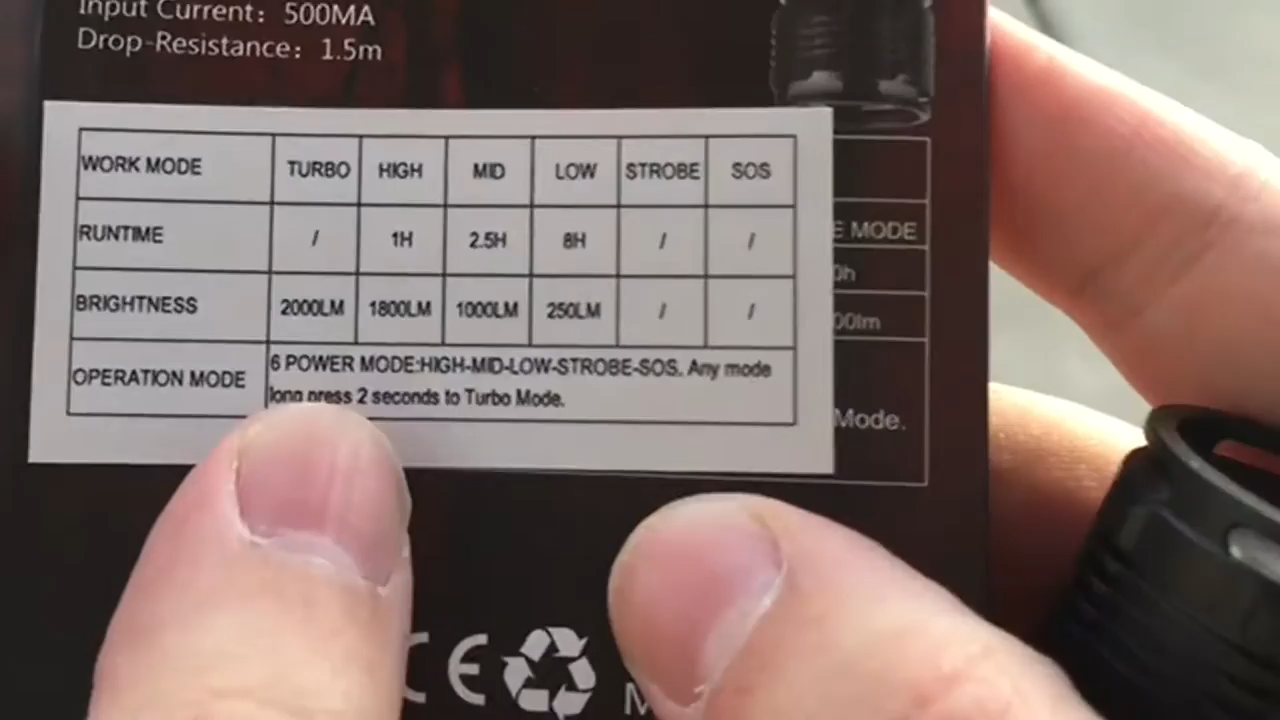 Input Current: 500MA
Drop-Resistance: 1.5m
WORK MODE TURBO HIGH MID LOW STROBE SOS
RUNTIME / 1H 2.5H 8H / /
BRIGHTNESS 2000LM 1800LM 1000LM 250LM / /
OPERATION MODE 6 POWER MODE:HIGH-MID-LOW-STROBE-SOS. Any mode
long press 2 seconds to Turbo Mode.
E MODE
0h
00lm
Mode.
CE